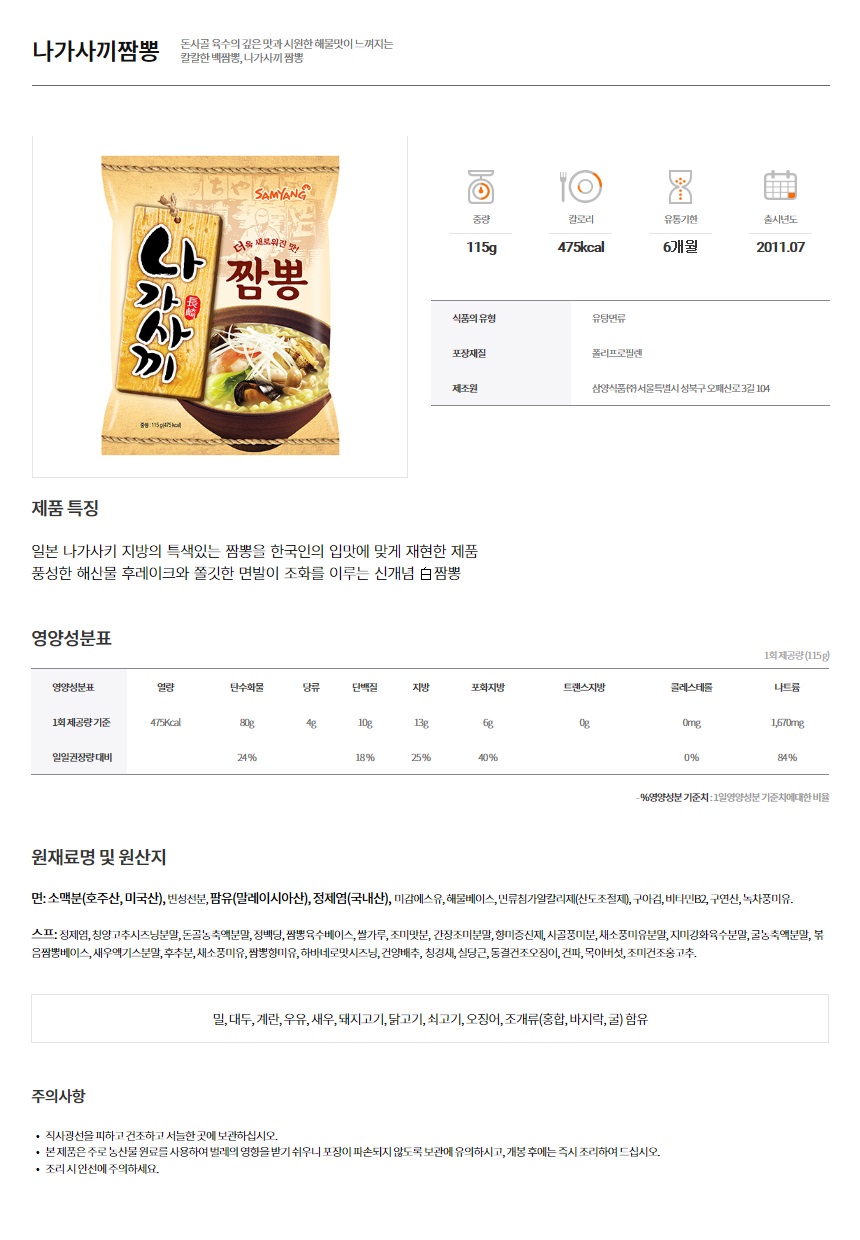 나가사끼짬뽕
돈사골 육수의 깊은 맛과 시원한 해물맛이 느껴지는
칼칼한 백짬뽕, 나가사끼 짬뽕
SAMYANG
더욱 새로워진 맛!
짬뽕
나가사끼
長崎
중량 : 115g(475kcal)
중량
칼로리
유통기한
출시년도
115g
475kcal
6개월
2011.07
식품의 유형 유탕면류
포장재질 폴리프로필렌
제조원 삼양식품㈜서울특별시 성북구 오패산로3길 104
제품 특징
일본 나가사키 지방의 특색있는 짬뽕을 한국인의 입맛에 맞게 재현한 제품
풍성한 해산물 후레이크와 쫄깃한 면발이 조화를 이루는 신개념 白짬뽕
영양성분표
1회 제공량 (115g)
영양성분표 열량 탄수화물 당류 단백질 지방 포화지방 트랜스지방 콜레스테롤 나트륨
1회 제공량 기준 475Kcal 80g 4g 10g 13g 6g 0g 0mg 1,670mg
일일권장량 대비 24% 18% 25% 40% 0% 84%
- %영양성분 기준치 : 1일영양성분 기준치에대한 비율
원재료명 및 원산지
면: 소맥분(호주산, 미국산), 변성전분, 팜유(말레이시아산), 정제염(국내산), 미감에스유, 해물베이스, 면류첨가알칼리제(산도조절제), 구아검, 비타민B2, 구연산, 녹차풍미유.
스프: 정제염, 청양고추시즈닝분말, 돈골농축액분말, 정백당, 짬뽕육수베이스, 쌀가루, 조미맛분, 간장조미분말, 향미증진제, 사골풍미분, 채소풍미유분말, 지미강화육수분말, 굴농축액분말, 볶
음짬뽕베이스, 새우엑기스분말, 후추분, 채소풍미유, 짬뽕향미유, 하바네로맛시즈닝, 건양배추, 청경채, 실당근, 동결건조오징어, 건파, 목이버섯, 조미건조홍고추.
밀, 대두, 계란, 우유, 새우, 돼지고기, 닭고기, 쇠고기, 오징어, 조개류(홍합, 바지락, 굴) 함유
주의사항
• 직사광선을 피하고 건조하고 서늘한 곳에 보관하십시오.
• 본 제품은 주로 농산물 원료를 사용하여 벌레의 영향을 받기 쉬우니 포장이 파손되지 않도록 보관에 유의하시고, 개봉 후에는 즉시 조리하여 드십시오.
• 조리 시 안전에 주의하세요.